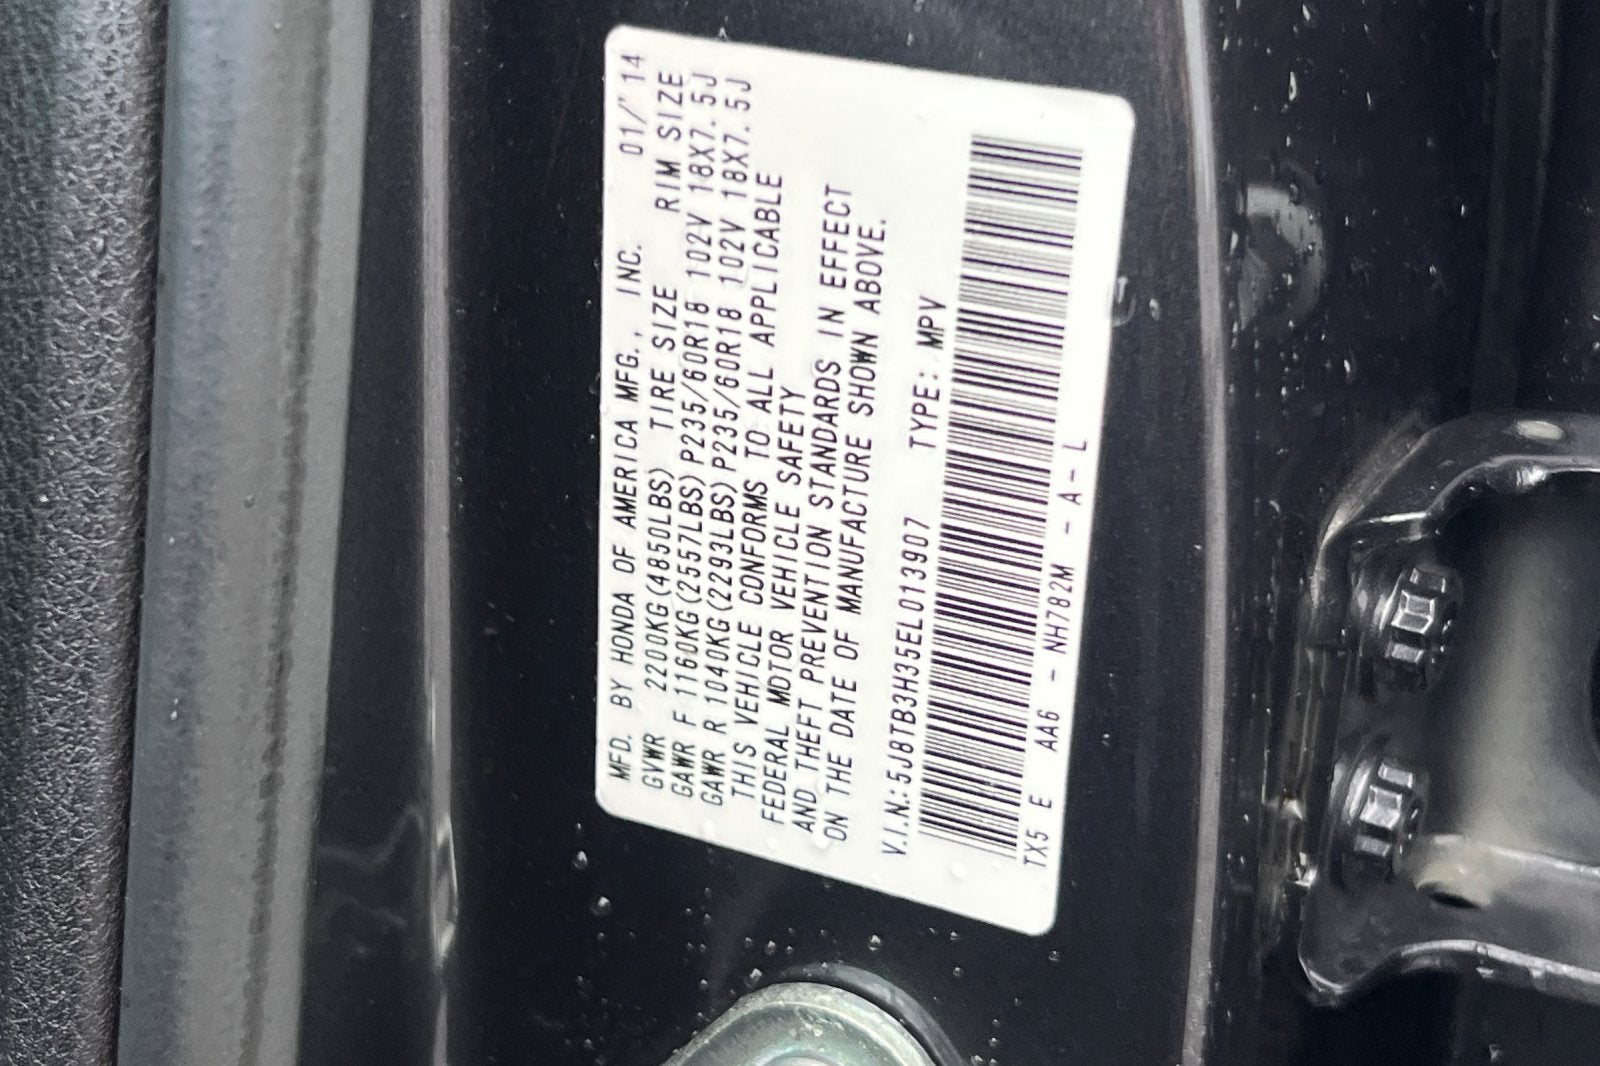 MFD. BY HONDA OF AMERICA MFG., INC. 01/'14
GVWR 2200KG(4850LBS) TIRE SIZE RIM SIZE
GAWR F 1160KG(2557LBS) P235/60R18 102V 18X7.5J
GAWR R 1040KG(2293LBS) P235/60R18 102V 18X7.5J
THIS VEHICLE CONFORMS TO ALL APPLICABLE
FEDERAL MOTOR VEHICLE SAFETY
AND THEFT PREVENTION STANDARDS IN EFFECT
ON THE DATE OF MANUFACTURE SHOWN ABOVE.
V.I.N.:5J8TB3H35EL013907 TYPE: MPV
TX5 E AA6 - NH782M - A - L